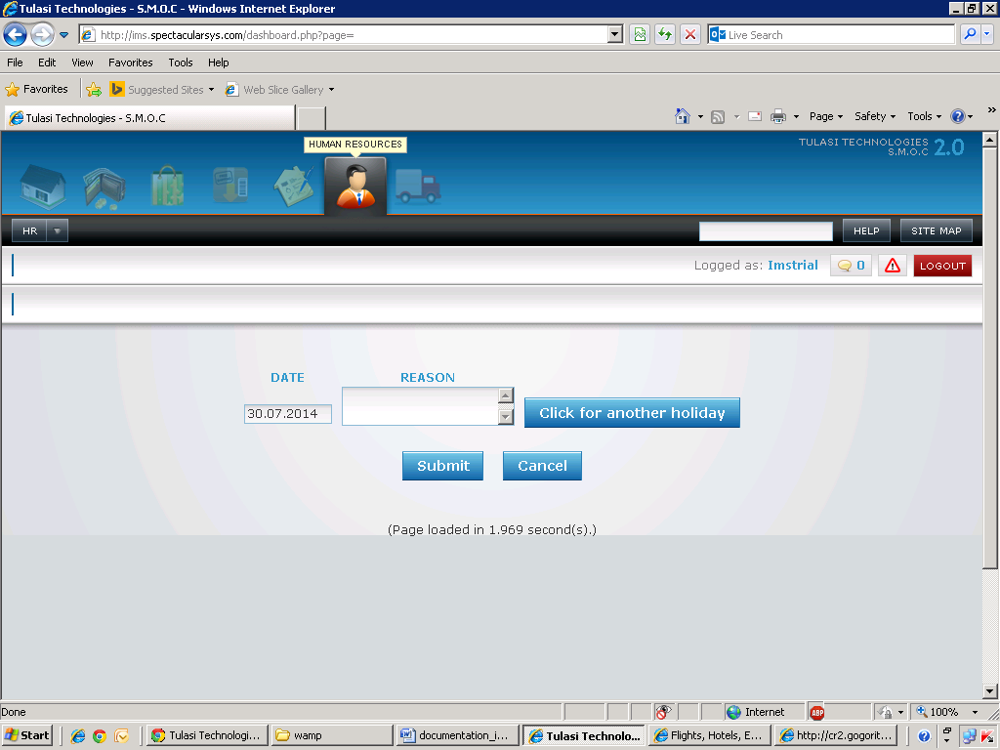 Tulasi Technologies - S.M.O.C - Windows Internet Explorer
http://ims.spectacularsys.com/dashboard.php?page=
Live Search
File Edit View Favorites Tools Help
Favorites Suggested Sites Web Slice Gallery
Tulasi Technologies - S.M.O.C
Page Safety Tools »
HUMAN RESOURCES
TULASI TECHNOLOGIES
S.M.O.C 2.0
HR HELP SITE MAP
Logged as: Imstrial 0 LOGOUT
DATE REASON
30.07.2014 Click for another holiday
Submit Cancel
(Page loaded in 1.969 second(s).)
Done Internet ABP 100%
Start Tulasi Technologi... wamp documentation_i... Tulasi Technolo... Flights, Hotels, E... http://cr2.gogorit...